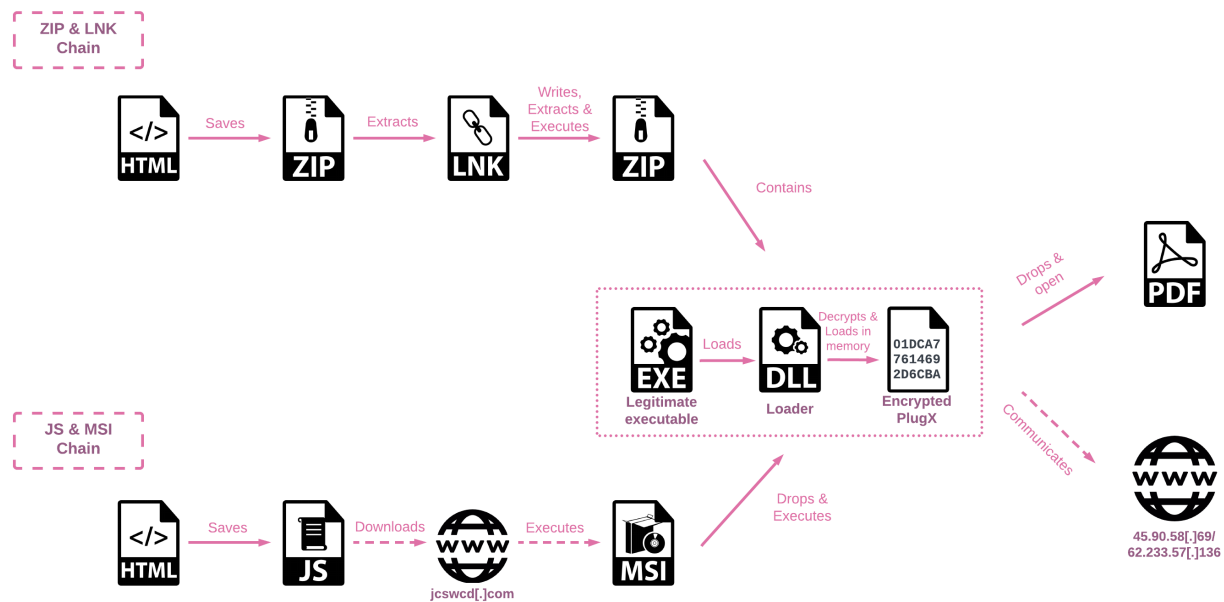 ZIP & LNK
Chain
</>
HTML
Saves
ZIP
Extracts
LNK
Writes,
Extracts &
Executes
ZIP
Contains
Drops &
open
PDF
EXE
Legitimate
executable
Loads
DLL
Loader
Decrypts &
Loads in
memory
01DCA7
761469
2D6CBA
Encrypted
PlugX
Communicates
WWW
45.90.58[.]69/
62.233.57[.]136
JS & MSI
Chain
</>
HTML
Saves
JS
Downloads
WWW
jcswcd[.]com
Executes
MSI
Drops &
Executes